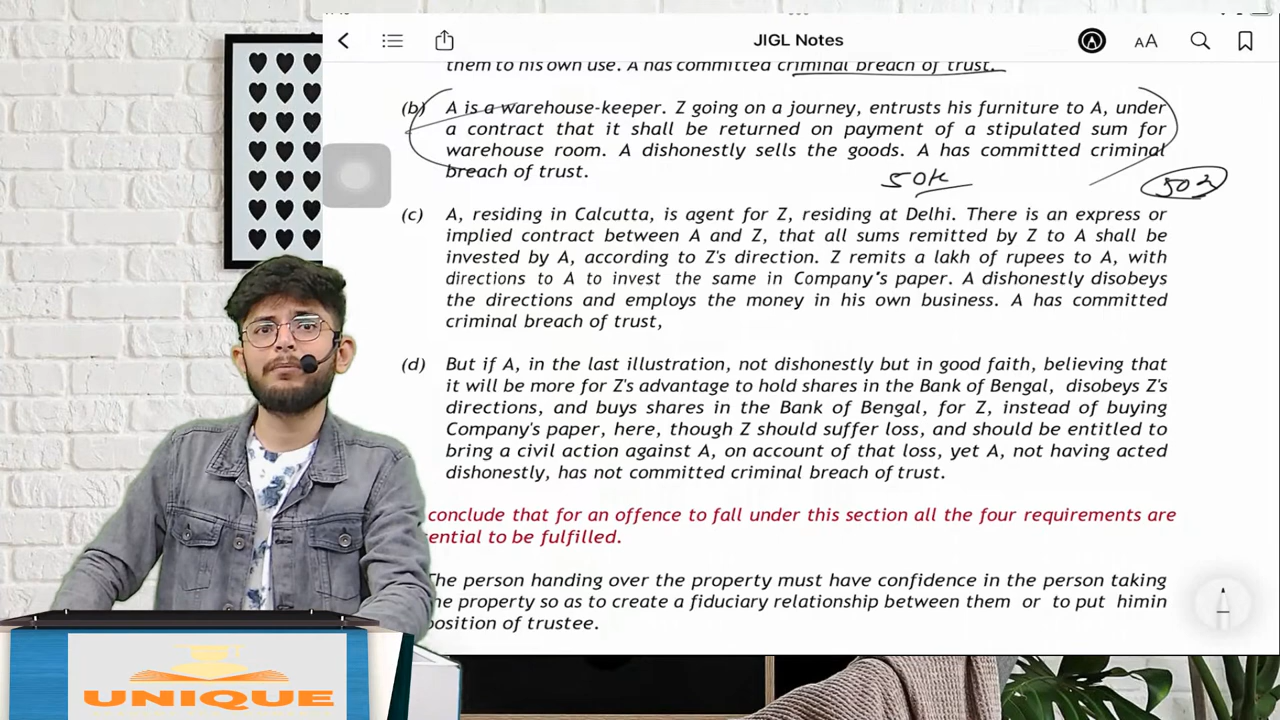 JIGL Notes
AA
them to his own use. A has committed criminal breach of trust.
(b) A is a warehouse-keeper. Z going on a journey, entrusts his furniture to A, under
a contract that it shall be returned on payment of a stipulated sum for
warehouse room. A dishonestly sells the goods. A has committed criminal
breach of trust.
50k
(c) A, residing in Calcutta, is agent for Z, residing at Delhi. There is an express or
implied contract between A and Z, that all sums remitted by Z to A shall be
invested by A, according to Z's direction. Z remits a lakh of rupees to A, with
directions to A to invest the same in Company's paper. A dishonestly disobeys
the directions and employs the money in his own business. A has committed
criminal breach of trust,
(d) But if A, in the last illustration, not dishonestly but in good faith, believing that
it will be more for Z's advantage to hold shares in the Bank of Bengal, disobeys Z's
directions, and buys shares in the Bank of Bengal, for Z, instead of buying
Company's paper, here, though Z should suffer loss, and should be entitled to
bring a civil action against A, on account of that loss, yet A, not having acted
dishonestly, has not committed criminal breach of trust.
conclude that for an offence to fall under this section all the four requirements are
ential to be fulfilled.
The person handing over the property must have confidence in the person taking
he property so as to create a fiduciary relationship between them or to put himin
position of trustee.
UNIQUE